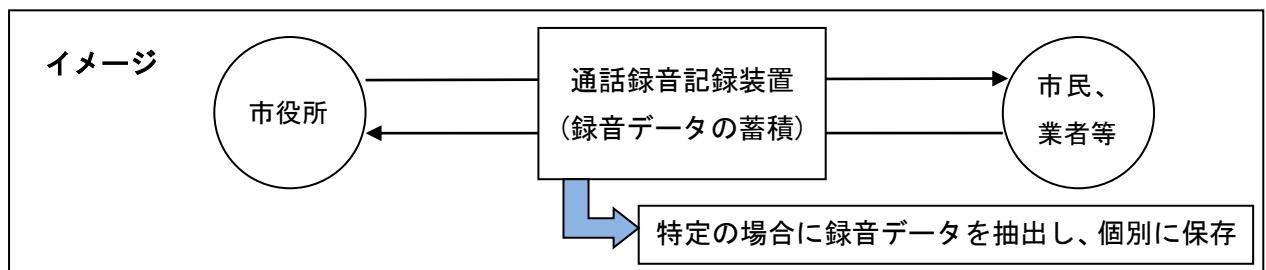 イメージ
市役所
通話録音記録装置
(録音データの蓄積)
市民、
業者等
特定の場合に録音データを抽出し、個別に保存